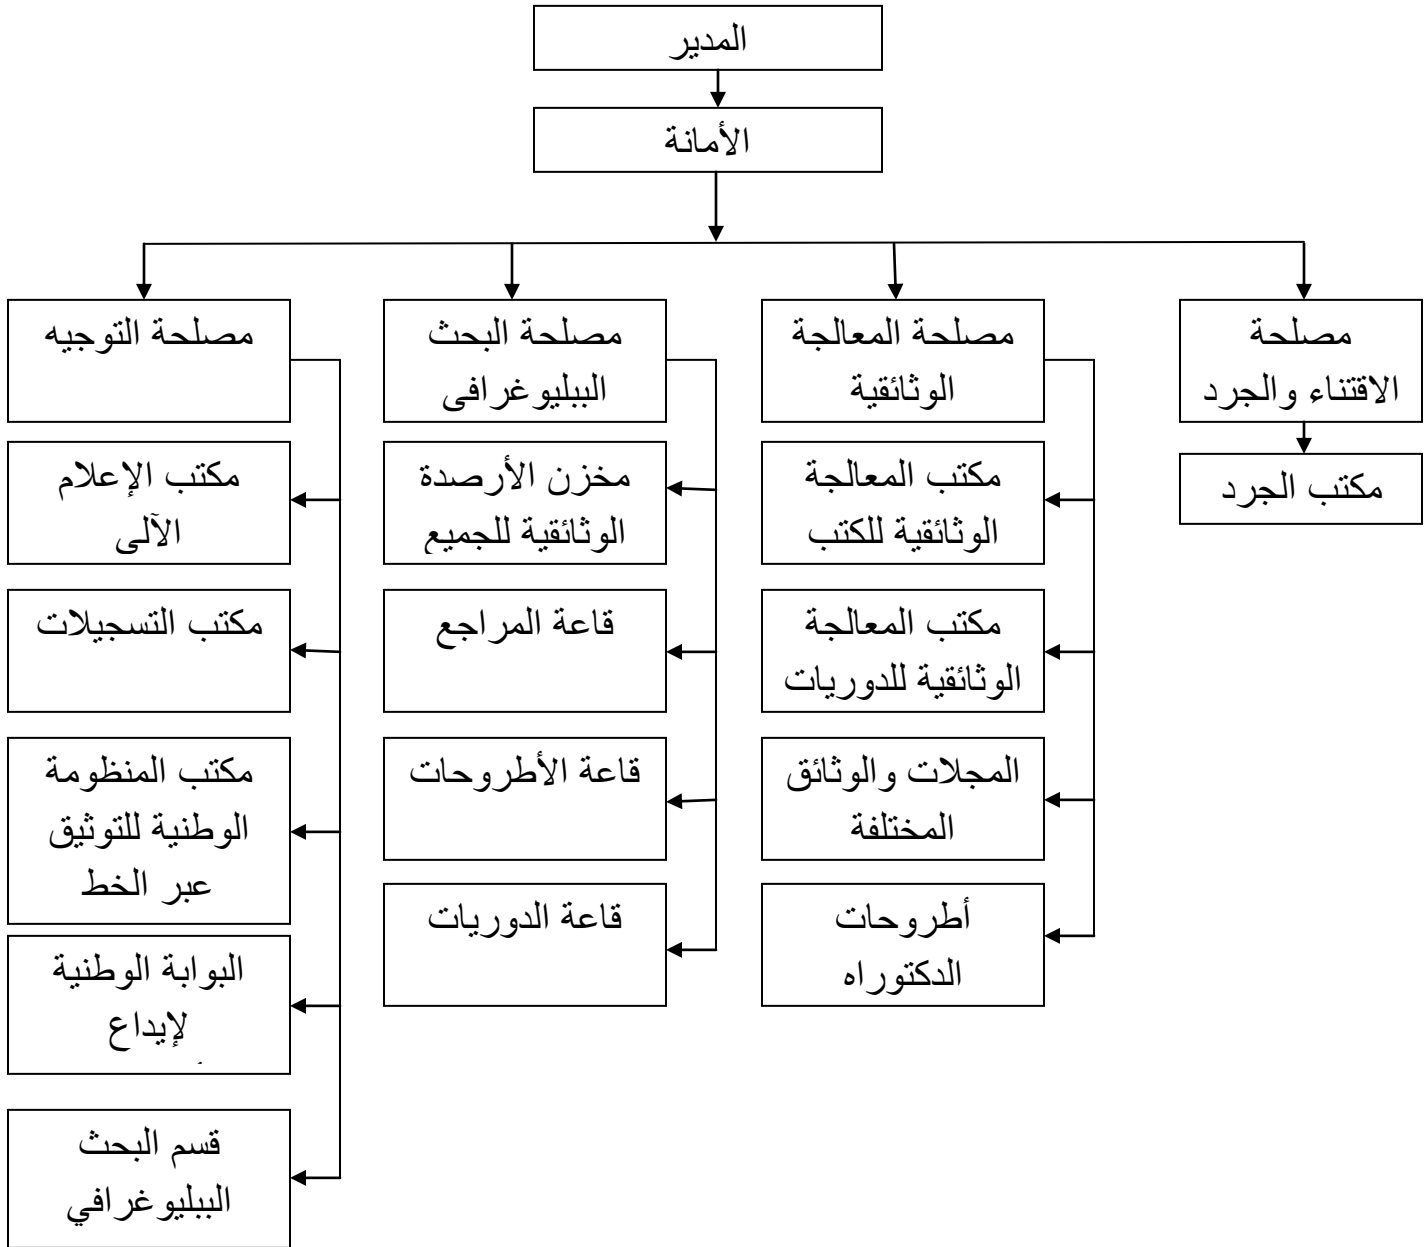 المدير
الأمانة
مصلحة
الاقتناء والجرد
مكتب الجرد
مصلحة المعالجة
الوثائقية
مكتب المعالجة
الوثائقية للكتب
مكتب المعالجة
الوثائقية للدوريات
المجلات والوثائق
المختلفة
أطروحات
الدكتوراه
مصلحة البحث
الببليوغرافى
مخزن الأرصدة
الوثائقية للجميع
قاعة المراجع
قاعة الأطروحات
قاعة الدوريات
مصلحة التوجيه
مكتب الإعلام
الآلى
مكتب التسجيلات
مكتب المنظومة
الوطنية للتوثيق
عبر الخط
البوابة الوطنية
لإيداع
قسم البحث
الببليوغرافي